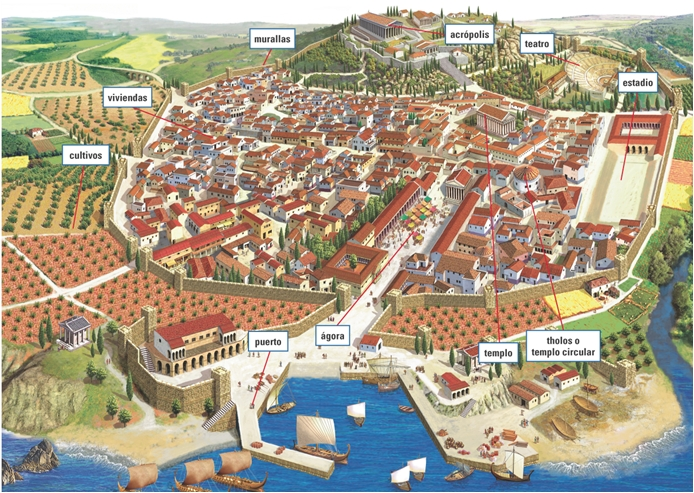 murallas
acrópolis
teatro
estadio
viviendas
cultivos
puerto
ágora
templo
tholos o
templo circular